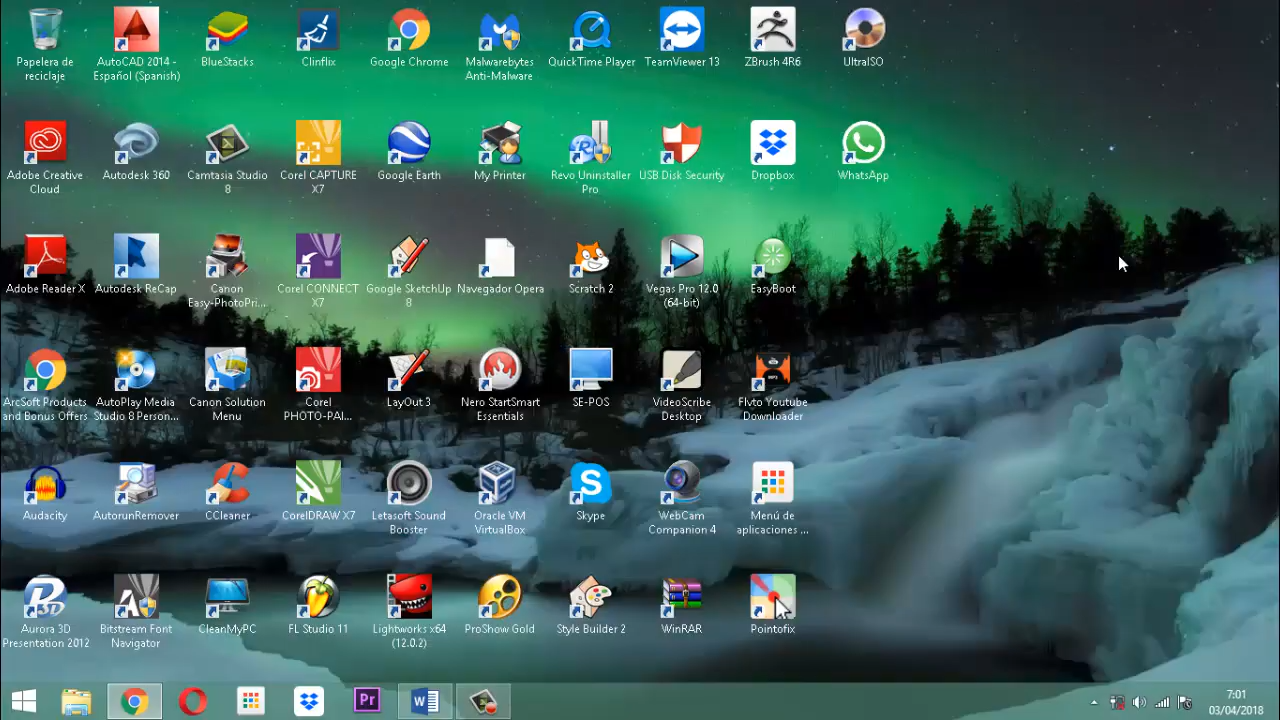 Papelera de
reciclaje
AutoCAD 2014 -
Español (Spanish)
BlueStacks
Clinflix
Google Chrome
Malwarebytes
Anti-Malware
QuickTime Player
TeamViewer 13
ZBrush 4R6
UltraISO
Adobe Creative
Cloud
Autodesk 360
Camtasia Studio
8
Corel CAPTURE
X7
Google Earth
My Printer
Revo Uninstaller
Pro
USB Disk Security
Dropbox
WhatsApp
Adobe Reader X
Autodesk ReCap
Canon
Easy-PhotoPri...
Corel CONNECT
X7
Google SketchUp
8
Navegador Opera
Scratch 2
Vegas Pro 12.0
(64-bit)
EasyBoot
ArcSoft Products
and Bonus Offers
AutoPlay Media
Studio 8 Person...
Canon Solution
Menu
Corel
PHOTO-PAI...
LayOut 3
Nero StartSmart
Essentials
SE-POS
VideoScribe
Desktop
Flvto Youtube
Downloader
Audacity
AutorunRemover
CCleaner
CorelDRAW X7
Letasoft Sound
Booster
Oracle VM
VirtualBox
Skype
WebCam
Companion 4
Menú de
aplicaciones ...
Aurora 3D
Presentation 2012
Bitstream Font
Navigator
CleanMyPC
FL Studio 11
Lightworks x64
(12.0.2)
ProShow Gold
Style Builder 2
WinRAR
Pointofix
Pr
7:01
03/04/2018